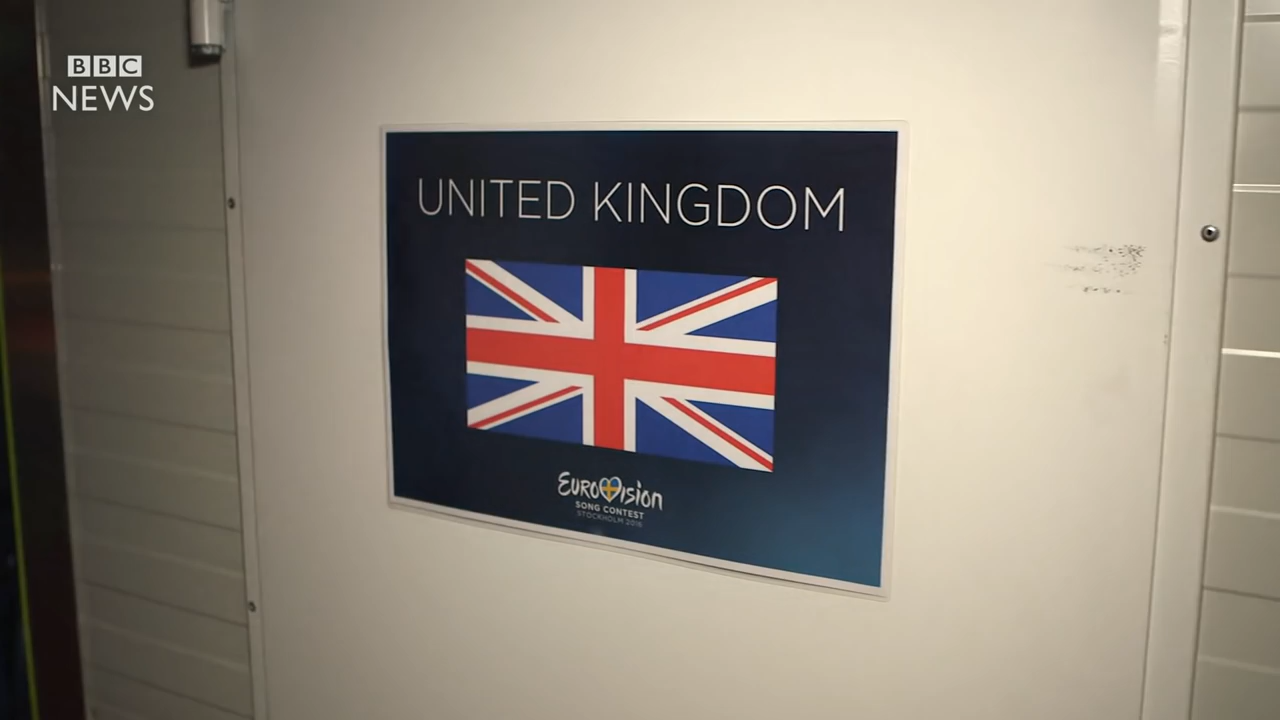 BBC
NEWS
UNITED KINGDOM
EUROVISION
SONG CONTEST
STOCKHOLM 2016